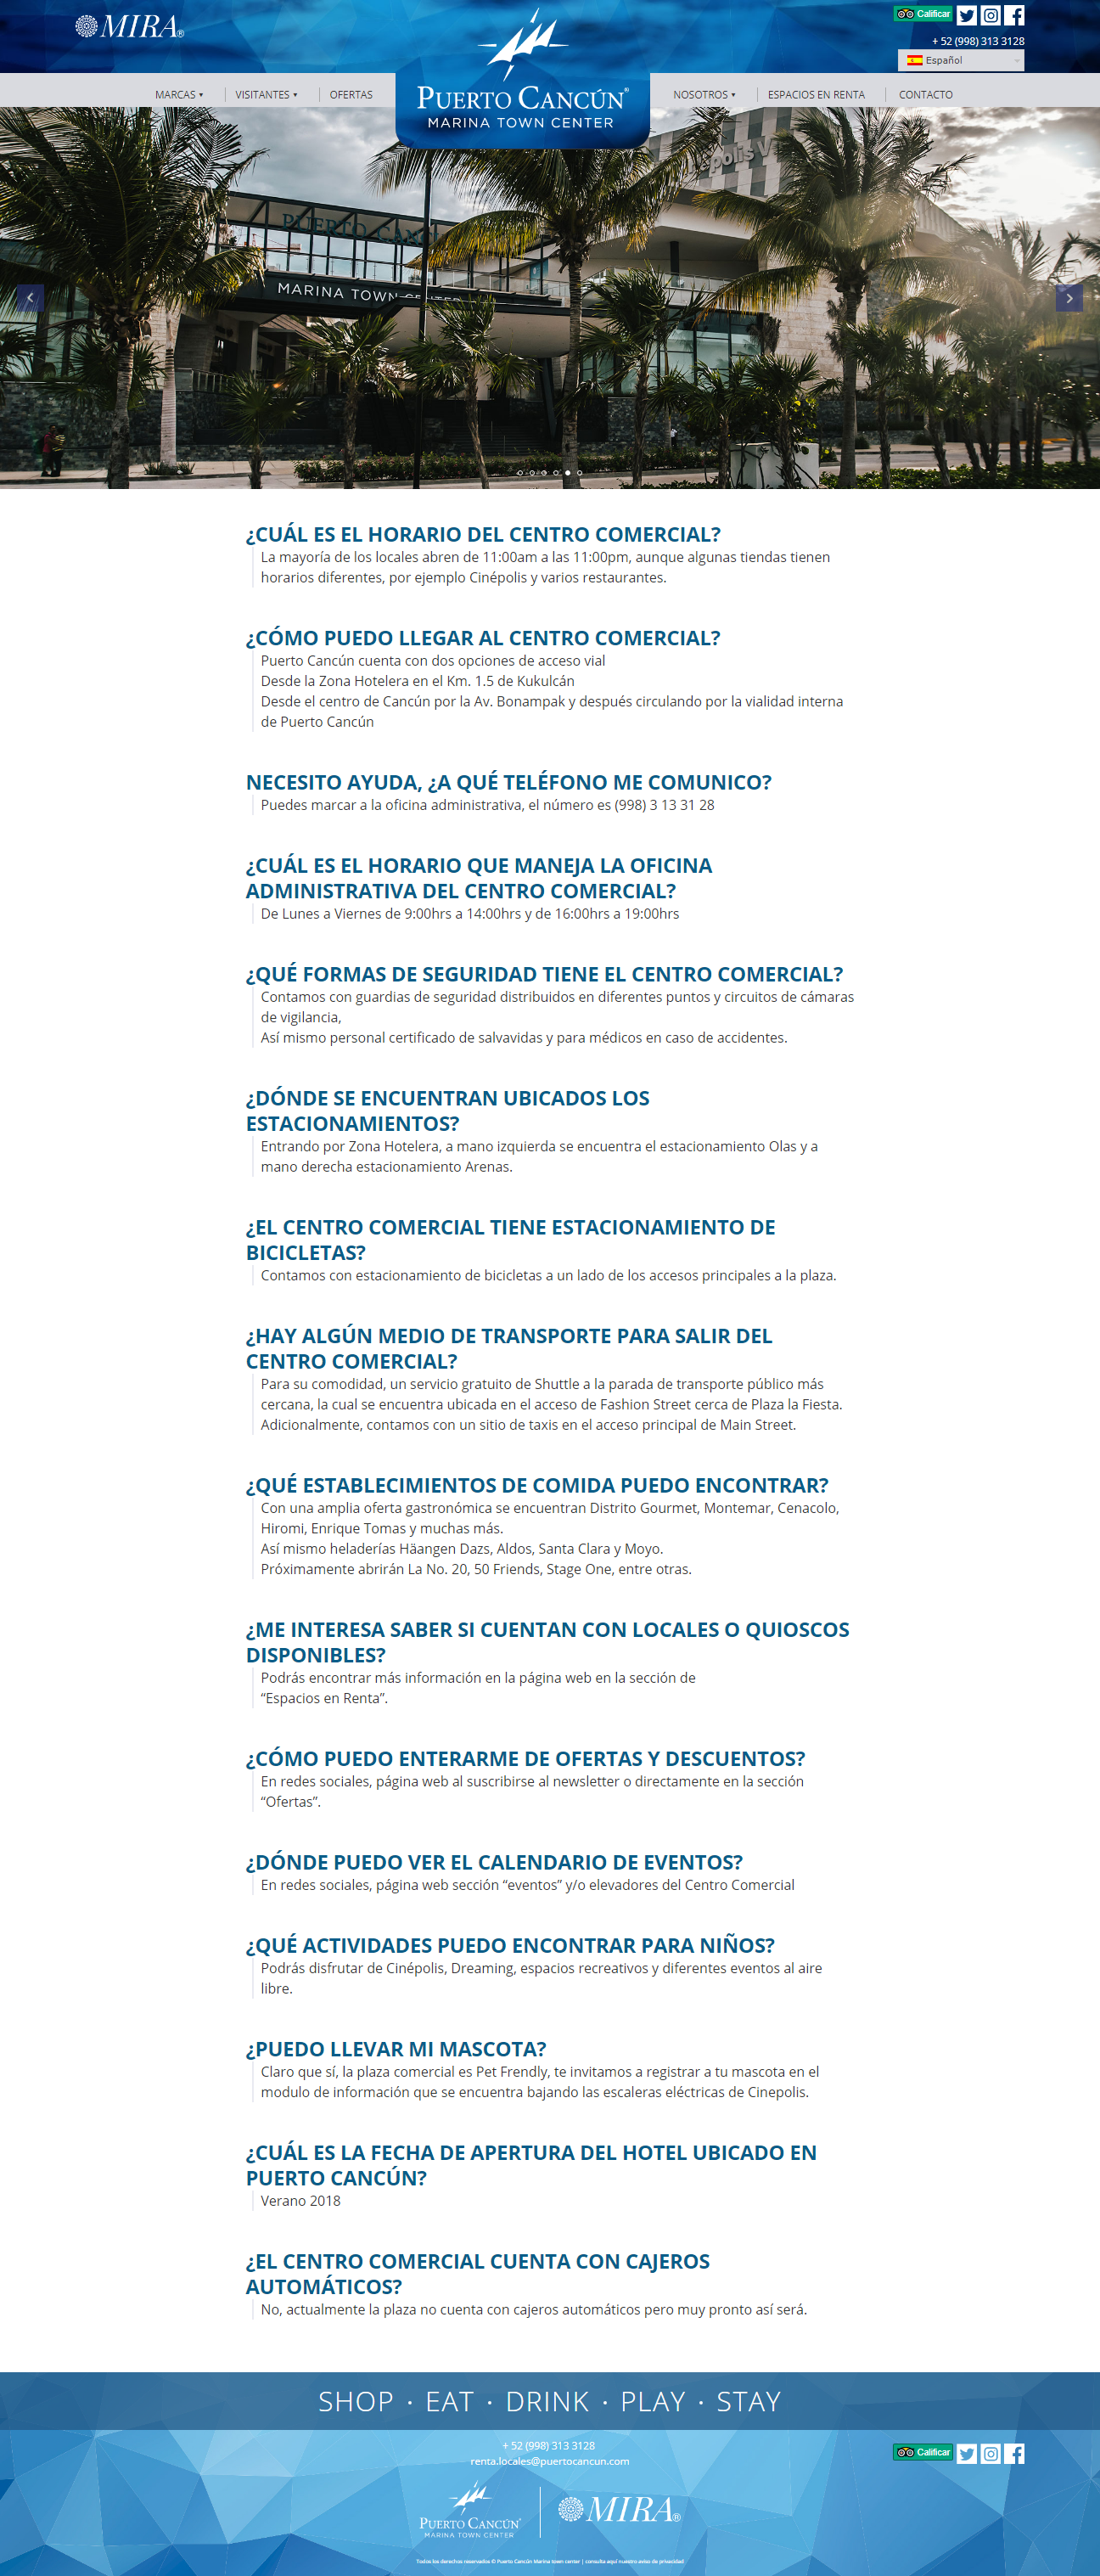 MIRA®
Calificar
+ 52 (998) 313 3128
Español
MARCAS ▾
VISITANTES ▾
OFERTAS
PUERTO CANCÚN®
MARINA TOWN CENTER
NOSOTROS ▾
ESPACIOS EN RENTA
CONTACTO
PUERTO CANCÚ
MARINA TOWN CENTER
¿CUÁL ES EL HORARIO DEL CENTRO COMERCIAL?
La mayoría de los locales abren de 11:00am a las 11:00pm, aunque algunas tiendas tienen
horarios diferentes, por ejemplo Cinépolis y varios restaurantes.
¿CÓMO PUEDO LLEGAR AL CENTRO COMERCIAL?
Puerto Cancún cuenta con dos opciones de acceso vial
Desde la Zona Hotelera en el Km. 1.5 de Kukulcán
Desde el centro de Cancún por la Av. Bonampak y después circulando por la vialidad interna
de Puerto Cancún
NECESITO AYUDA, ¿A QUÉ TELÉFONO ME COMUNICO?
Puedes marcar a la oficina administrativa, el número es (998) 3 13 31 28
¿CUÁL ES EL HORARIO QUE MANEJA LA OFICINA
ADMINISTRATIVA DEL CENTRO COMERCIAL?
De Lunes a Viernes de 9:00hrs a 14:00hrs y de 16:00hrs a 19:00hrs
¿QUÉ FORMAS DE SEGURIDAD TIENE EL CENTRO COMERCIAL?
Contamos con guardias de seguridad distribuidos en diferentes puntos y circuitos de cámaras
de vigilancia,
Así mismo personal certificado de salvavidas y para médicos en caso de accidentes.
¿DÓNDE SE ENCUENTRAN UBICADOS LOS
ESTACIONAMIENTOS?
Entrando por Zona Hotelera, a mano izquierda se encuentra el estacionamiento Olas y a
mano derecha estacionamiento Arenas.
¿EL CENTRO COMERCIAL TIENE ESTACIONAMIENTO DE
BICICLETAS?
Contamos con estacionamiento de bicicletas a un lado de los accesos principales a la plaza.
¿HAY ALGÚN MEDIO DE TRANSPORTE PARA SALIR DEL
CENTRO COMERCIAL?
Para su comodidad, un servicio gratuito de Shuttle a la parada de transporte público más
cercana, la cual se encuentra ubicada en el acceso de Fashion Street cerca de Plaza la Fiesta.
Adicionalmente, contamos con un sitio de taxis en el acceso principal de Main Street.
¿QUÉ ESTABLECIMIENTOS DE COMIDA PUEDO ENCONTRAR?
Con una amplia oferta gastronómica se encuentran Distrito Gourmet, Montemar, Cenacolo,
Hiromi, Enrique Tomas y muchas más.
Así mismo heladerías Häangen Dazs, Aldos, Santa Clara y Moyo.
Próximamente abrirán La No. 20, 50 Friends, Stage One, entre otras.
¿ME INTERESA SABER SI CUENTAN CON LOCALES O QUIOSCOS
DISPONIBLES?
Podrás encontrar más información en la página web en la sección de
“Espacios en Renta”.
¿CÓMO PUEDO ENTERARME DE OFERTAS Y DESCUENTOS?
En redes sociales, página web al suscribirse al newsletter o directamente en la sección
“Ofertas”.
¿DÓNDE PUEDO VER EL CALENDARIO DE EVENTOS?
En redes sociales, página web sección “eventos” y/o elevadores del Centro Comercial
¿QUÉ ACTIVIDADES PUEDO ENCONTRAR PARA NIÑOS?
Podrás disfrutar de Cinépolis, Dreaming, espacios recreativos y diferentes eventos al aire
libre.
¿PUEDO LLEVAR MI MASCOTA?
Claro que sí, la plaza comercial es Pet Frendly, te invitamos a registrar a tu mascota en el
modulo de información que se encuentra bajando las escaleras eléctricas de Cinepolis.
¿CUÁL ES LA FECHA DE APERTURA DEL HOTEL UBICADO EN
PUERTO CANCÚN?
Verano 2018
¿EL CENTRO COMERCIAL CUENTA CON CAJEROS
AUTOMÁTICOS?
No, actualmente la plaza no cuenta con cajeros automáticos pero muy pronto así será.
SHOP · EAT · DRINK · PLAY · STAY
+ 52 (998) 313 3128
renta.locales@puertocancun.com
Calificar
PUERTO CANCÚN®
MARINA TOWN CENTER
MIRA®
Todos los derechos reservados © Puerto Cancún Marina town center | consulta aquí nuestro aviso de privacidad